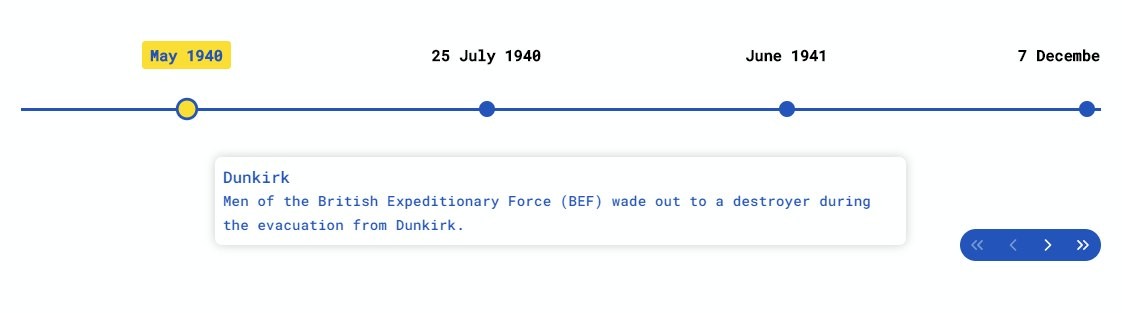 May 1940 25 July 1940 June 1941 7 Decembe
Dunkirk
Men of the British Expeditionary Force (BEF) wade out to a destroyer during
the evacuation from Dunkirk.